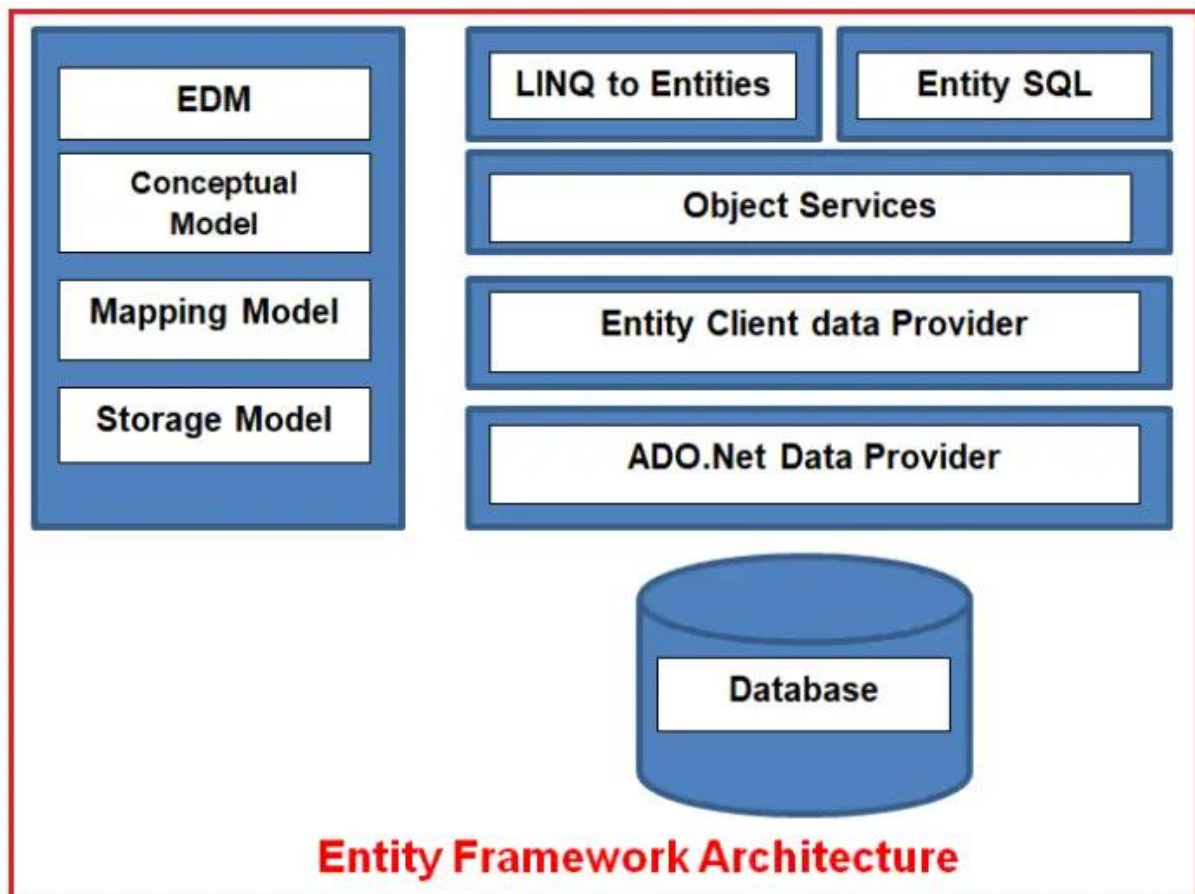 EDM
Conceptual
Model
Mapping Model
Storage Model
LINQ to Entities
Entity SQL
Object Services
Entity Client data Provider
ADO.Net Data Provider
Database
Entity Framework Architecture